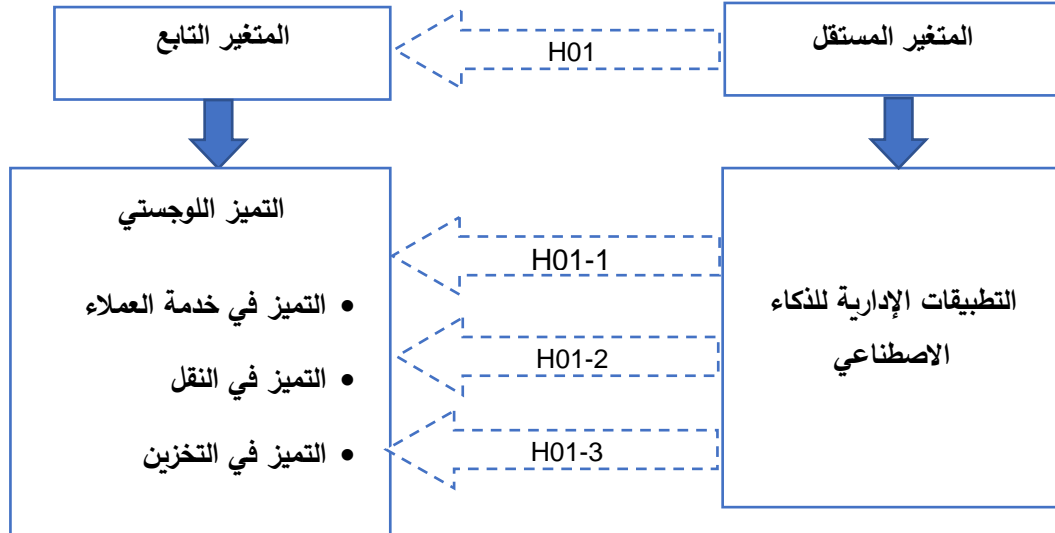 المتغير المستقل
H01
المتغير التابع
التطبيقات الإدارية للذكاء
الاصطناعي
H01-1
H01-2
H01-3
التميز اللوجستي
• التميز في خدمة العملاء
• التميز في النقل
• التميز في التخزين